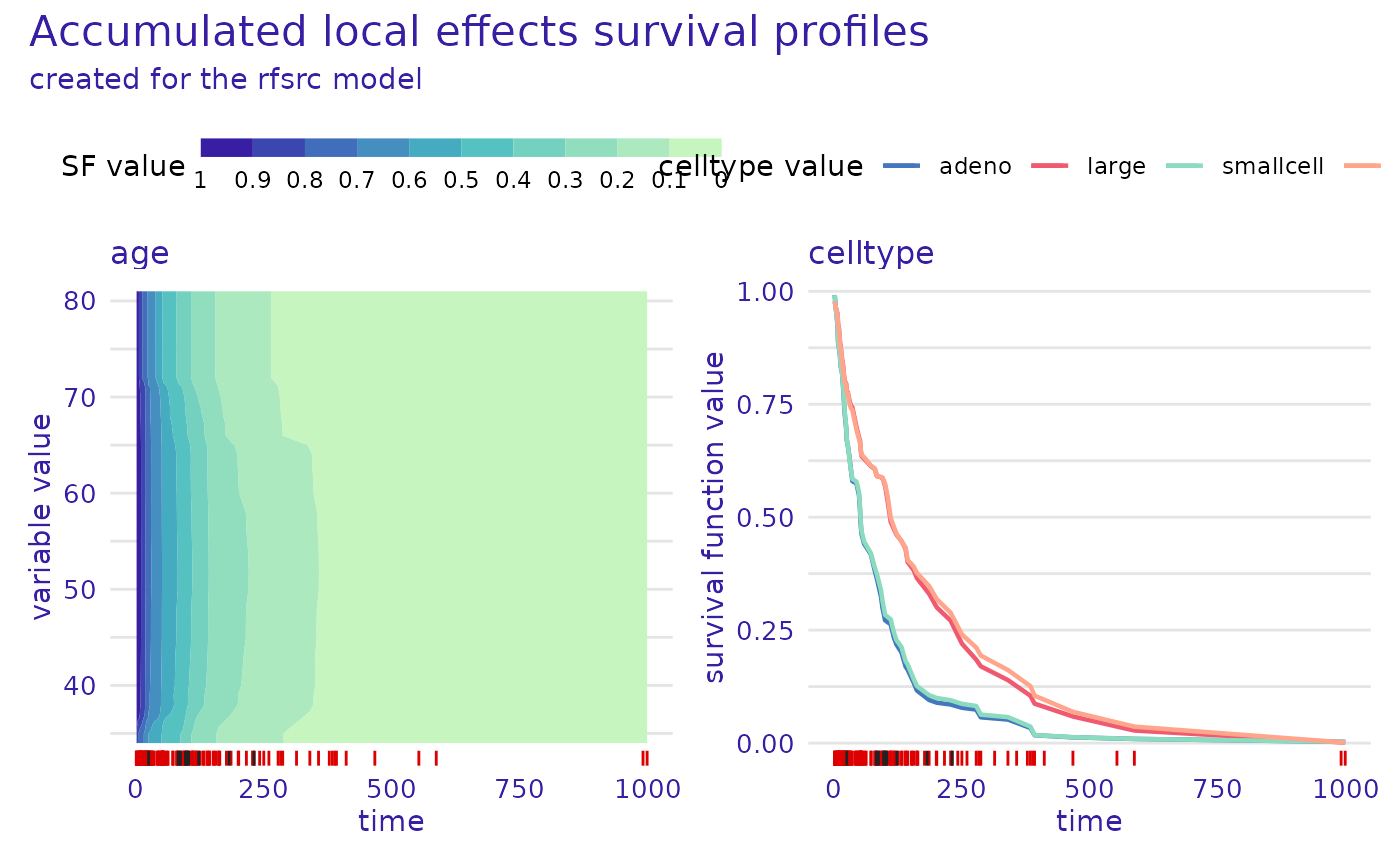 Accumulated local effects survival profiles
created for the rfsrc model
SF value
1 0.9 0.8 0.7 0.6 0.5 0.4 0.3 0.2 0.1 0
celltype value adeno large smallcell
age
variable value
80
70
60
50
40
0 250 500 750 1000
time
celltype
survival function value
1.00
0.75
0.50
0.25
0.00
0 250 500 750 1000
time